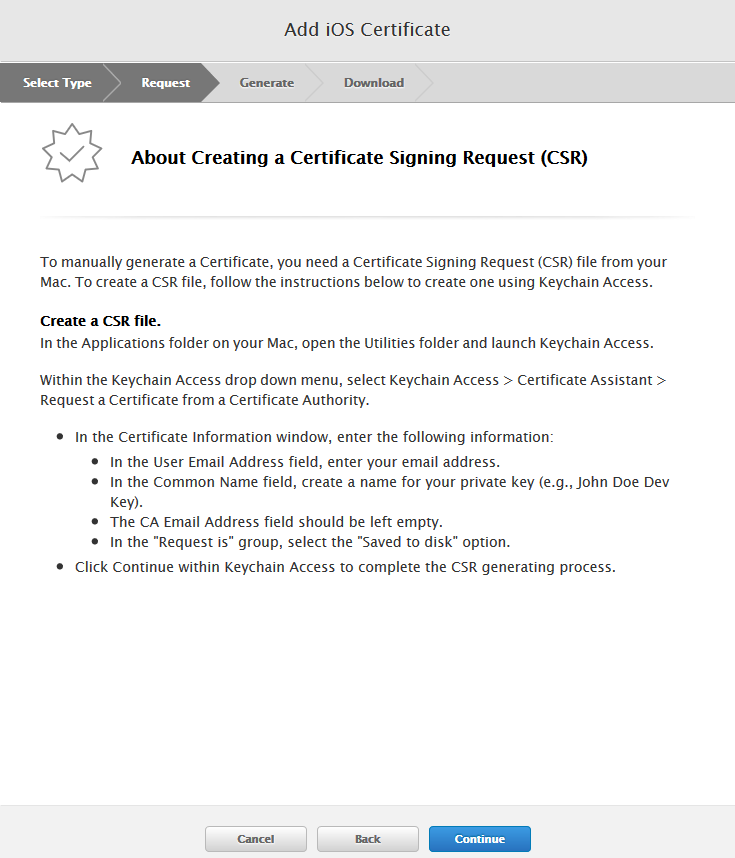 Add iOS Certificate
Select Type
Request
Generate
Download
About Creating a Certificate Signing Request (CSR)
To manually generate a Certificate, you need a Certificate Signing Request (CSR) file from your
Mac. To create a CSR file, follow the instructions below to create one using Keychain Access.
Create a CSR file.
In the Applications folder on your Mac, open the Utilities folder and launch Keychain Access.
Within the Keychain Access drop down menu, select Keychain Access > Certificate Assistant >
Request a Certificate from a Certificate Authority.
• In the Certificate Information window, enter the following information:
• In the User Email Address field, enter your email address.
• In the Common Name field, create a name for your private key (e.g., John Doe Dev
Key).
• The CA Email Address field should be left empty.
• In the "Request is" group, select the "Saved to disk" option.
• Click Continue within Keychain Access to complete the CSR generating process.
Cancel
Back
Continue